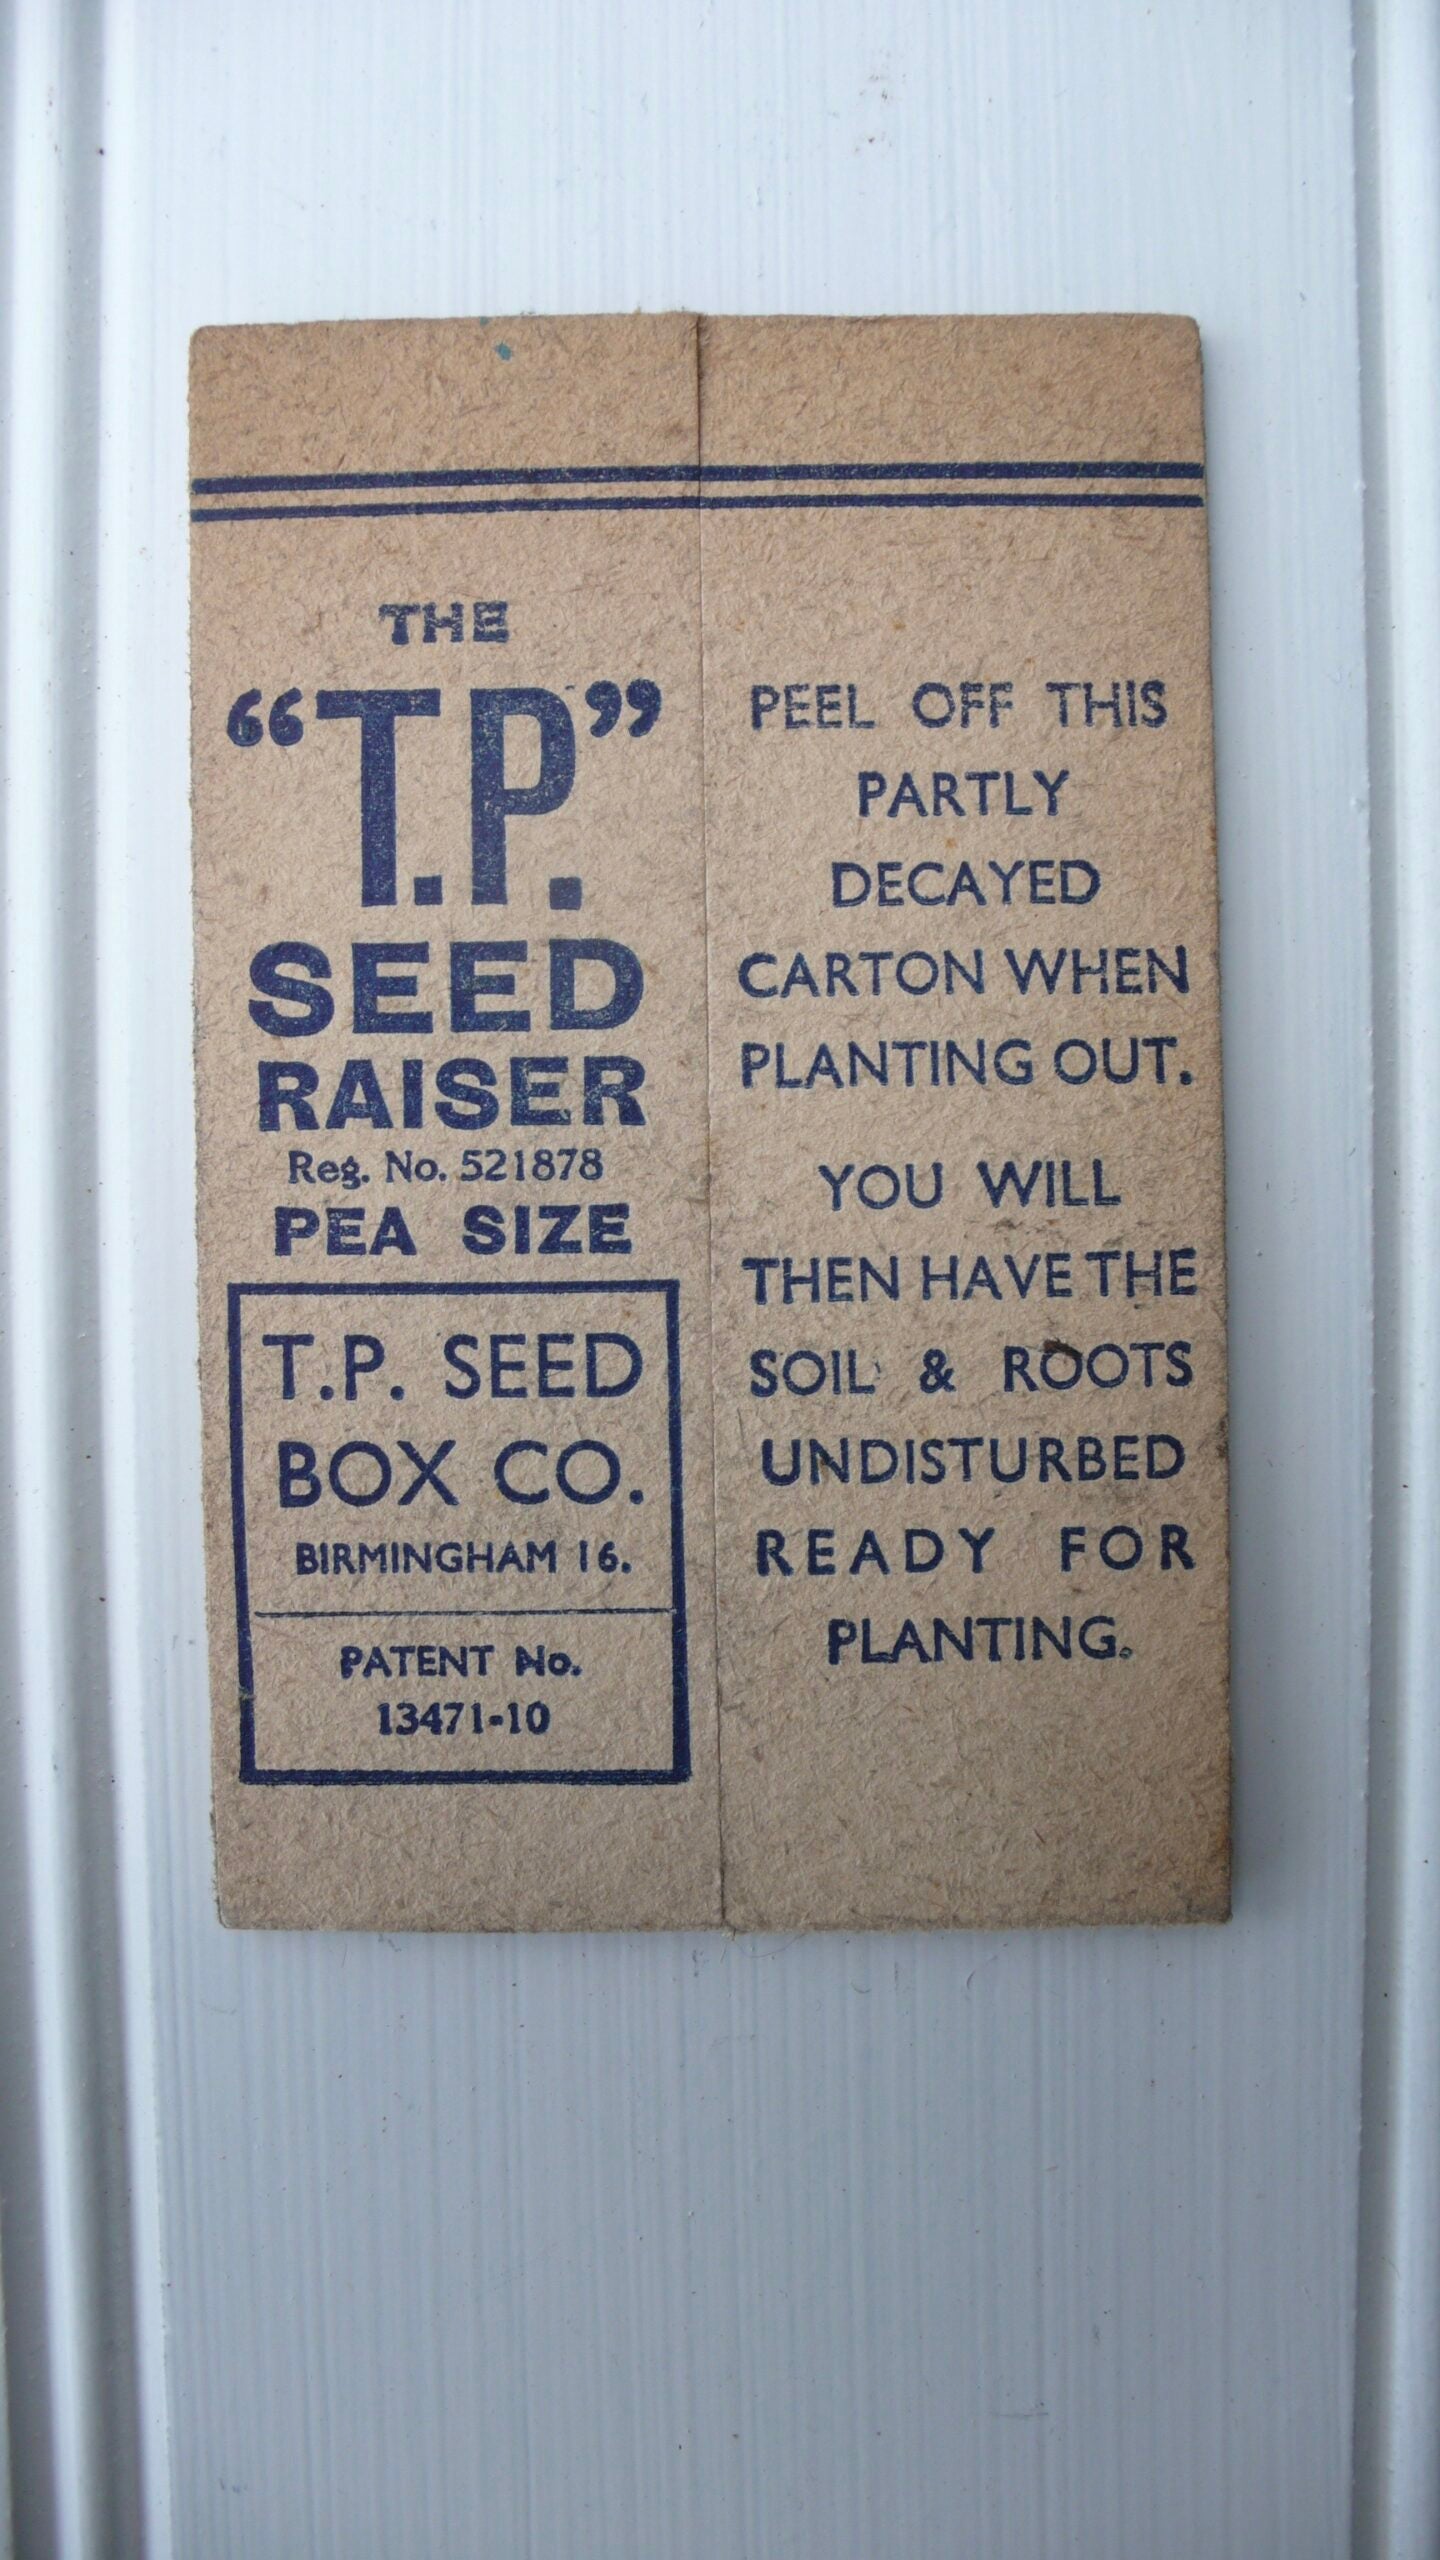 THE
“T.P.”
SEED
RAISER
Reg. No. 521878
PEA SIZE
T.P. SEED
BOX CO.
BIRMINGHAM 16.
PATENT No.
13471-10
PEEL OFF THIS
PARTLY
DECAYED
CARTON WHEN
PLANTING OUT.
YOU WILL
THEN HAVE THE
SOIL & ROOTS
UNDISTURBED
READY FOR
PLANTING.